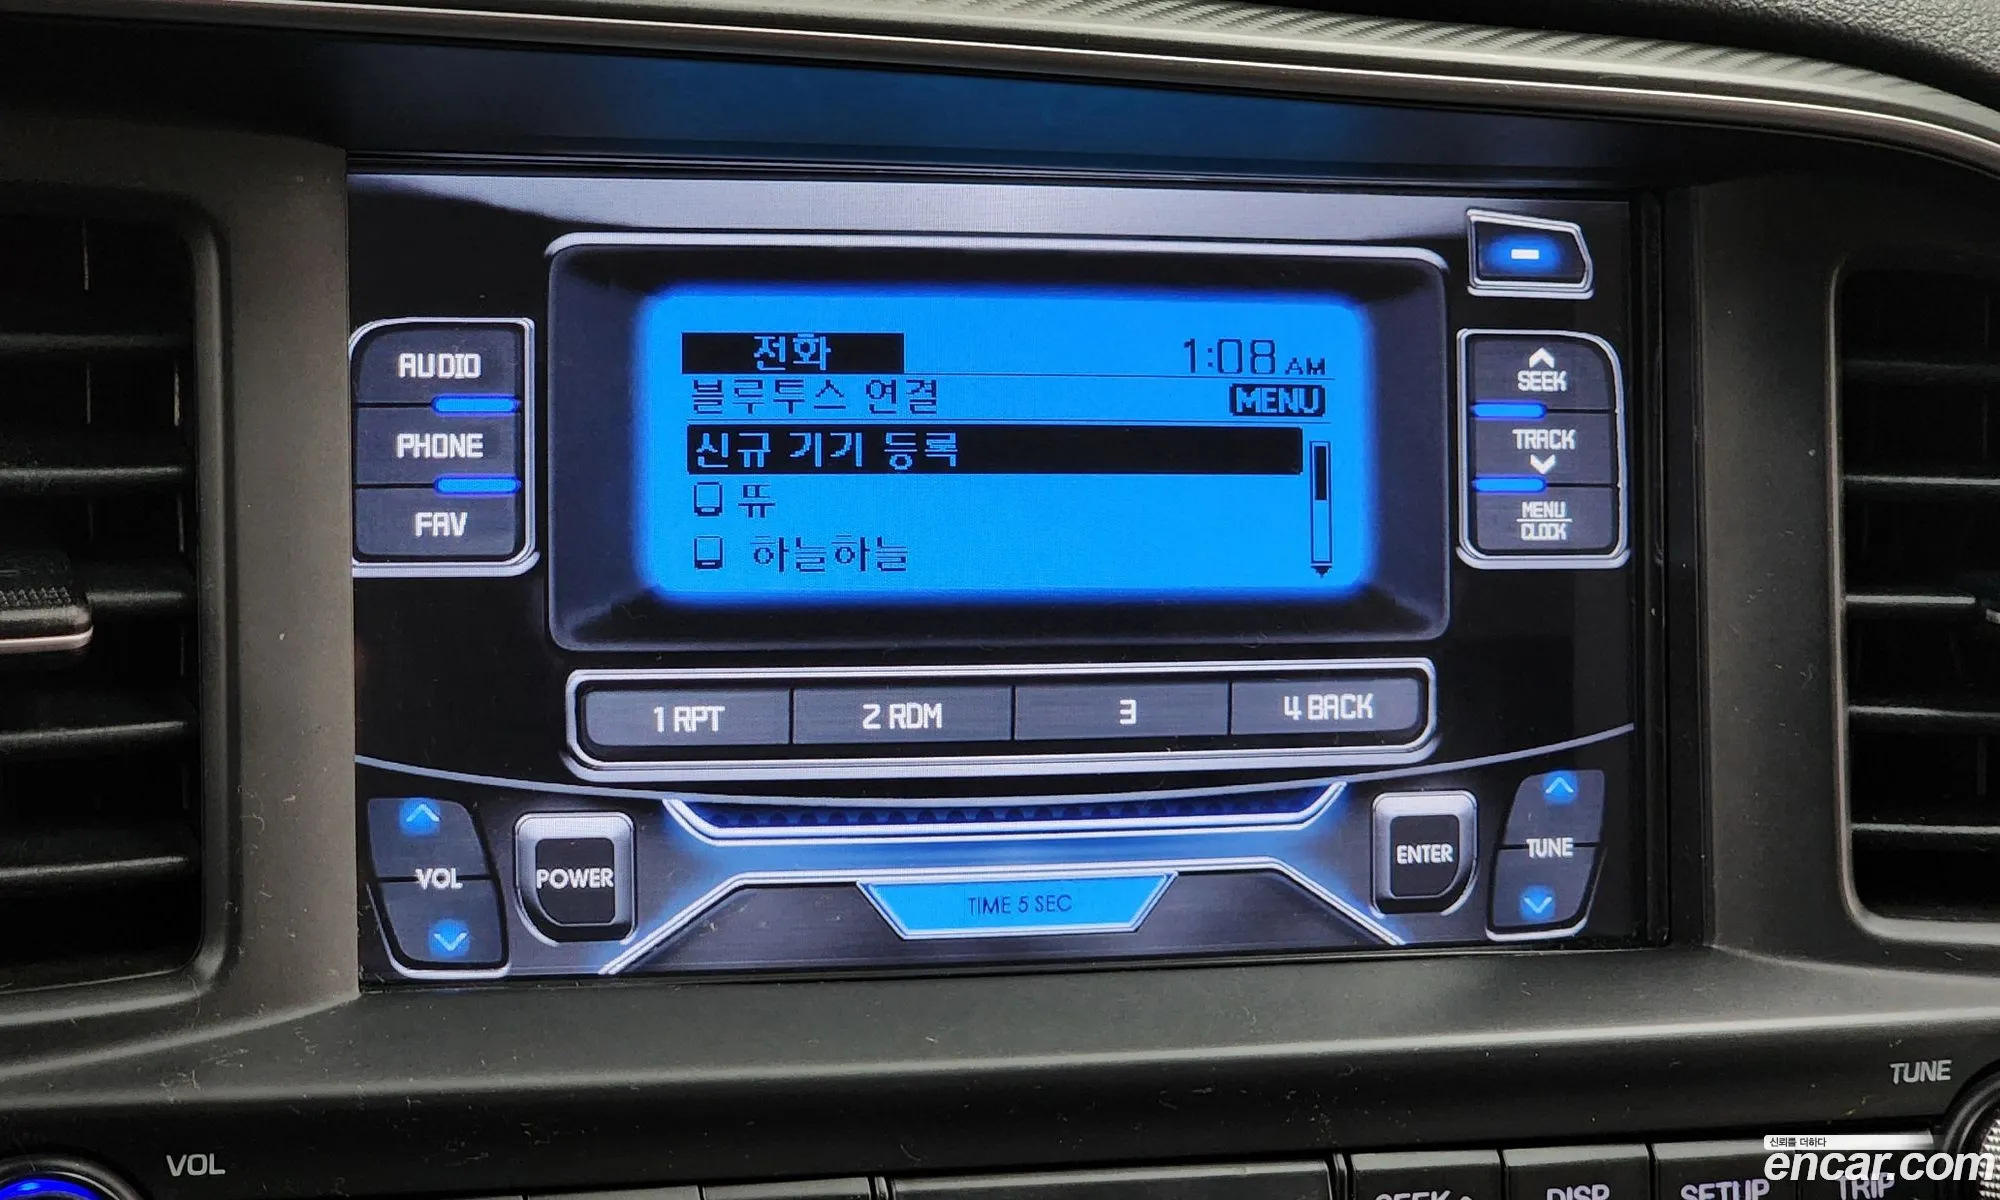 전화
1:08 AM
블루투스 연결
MENU
신규 기기 등록
뜌
하늘하늘
AUDIO
PHONE
FAV
SEEK
TRACK
MENU
CLOCK
1 RPT
2 RDM
3
4 BACK
VOL
POWER
TIME 5 SEC
ENTER
TUNE
VOL
TUNE
SEEK
DISP
SETUP
TRIP
신뢰를 더하다
encar.com